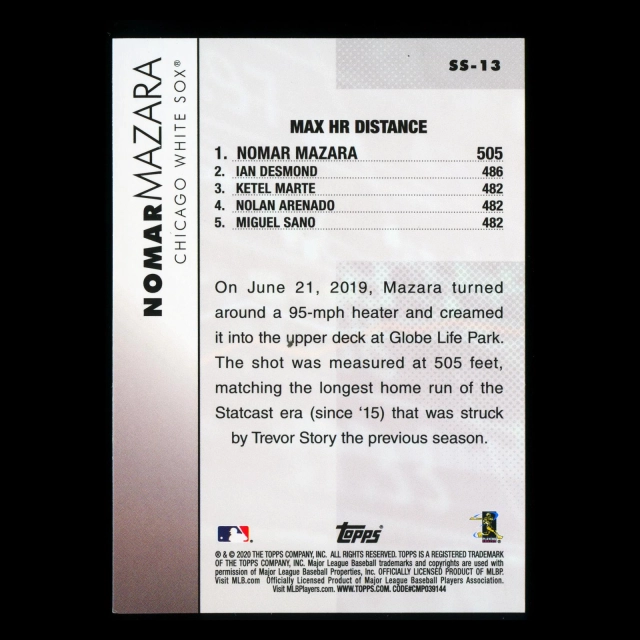 SS-13
NOMAR MAZARA
CHICAGO WHITE SOX®
MAX HR DISTANCE
1. NOMAR MAZARA 505
2. IAN DESMOND 486
3. KETEL MARTE 482
4. NOLAN ARENADO 482
5. MIGUEL SANO 482
On June 21, 2019, Mazara turned
around a 95-mph heater and creamed
it into the upper deck at Globe Life Park.
The shot was measured at 505 feet,
matching the longest home run of the
Statcast era (since ‘15) that was struck
by Trevor Story the previous season.
Topps®
® & © 2020 THE TOPPS COMPANY, INC. ALL RIGHTS RESERVED. TOPPS IS A REGISTERED TRADEMARK
OF THE TOPPS COMPANY, INC. Major League Baseball trademarks and copyrights are used with
permission of Major League Baseball Properties, Inc. OFFICIALLY LICENSED PRODUCT OF MLBP.
Visit MLB.com Officially Licensed Product of Major League Baseball Players Association.
Visit MLBPlayers.com. WWW.TOPPS.COM. CODE#CMP039144